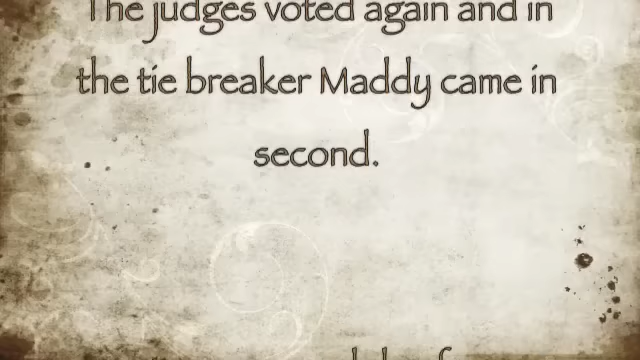 The judges voted again and in
the tie breaker Maddy came in
second.